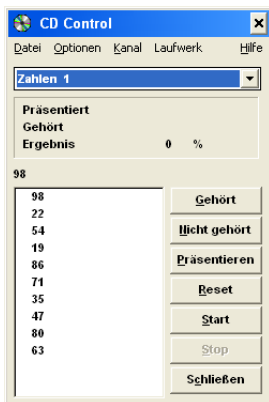 CD Control
Datei Optionen Kanal Laufwerk Hilfe
Zahlen 1
Präsentiert
Gehört
Ergebnis 0 %
98
98
22
54
19
86
71
35
47
80
63
Gehört
Nicht gehört
Präsentieren
Reset
Start
Stop
Schließen